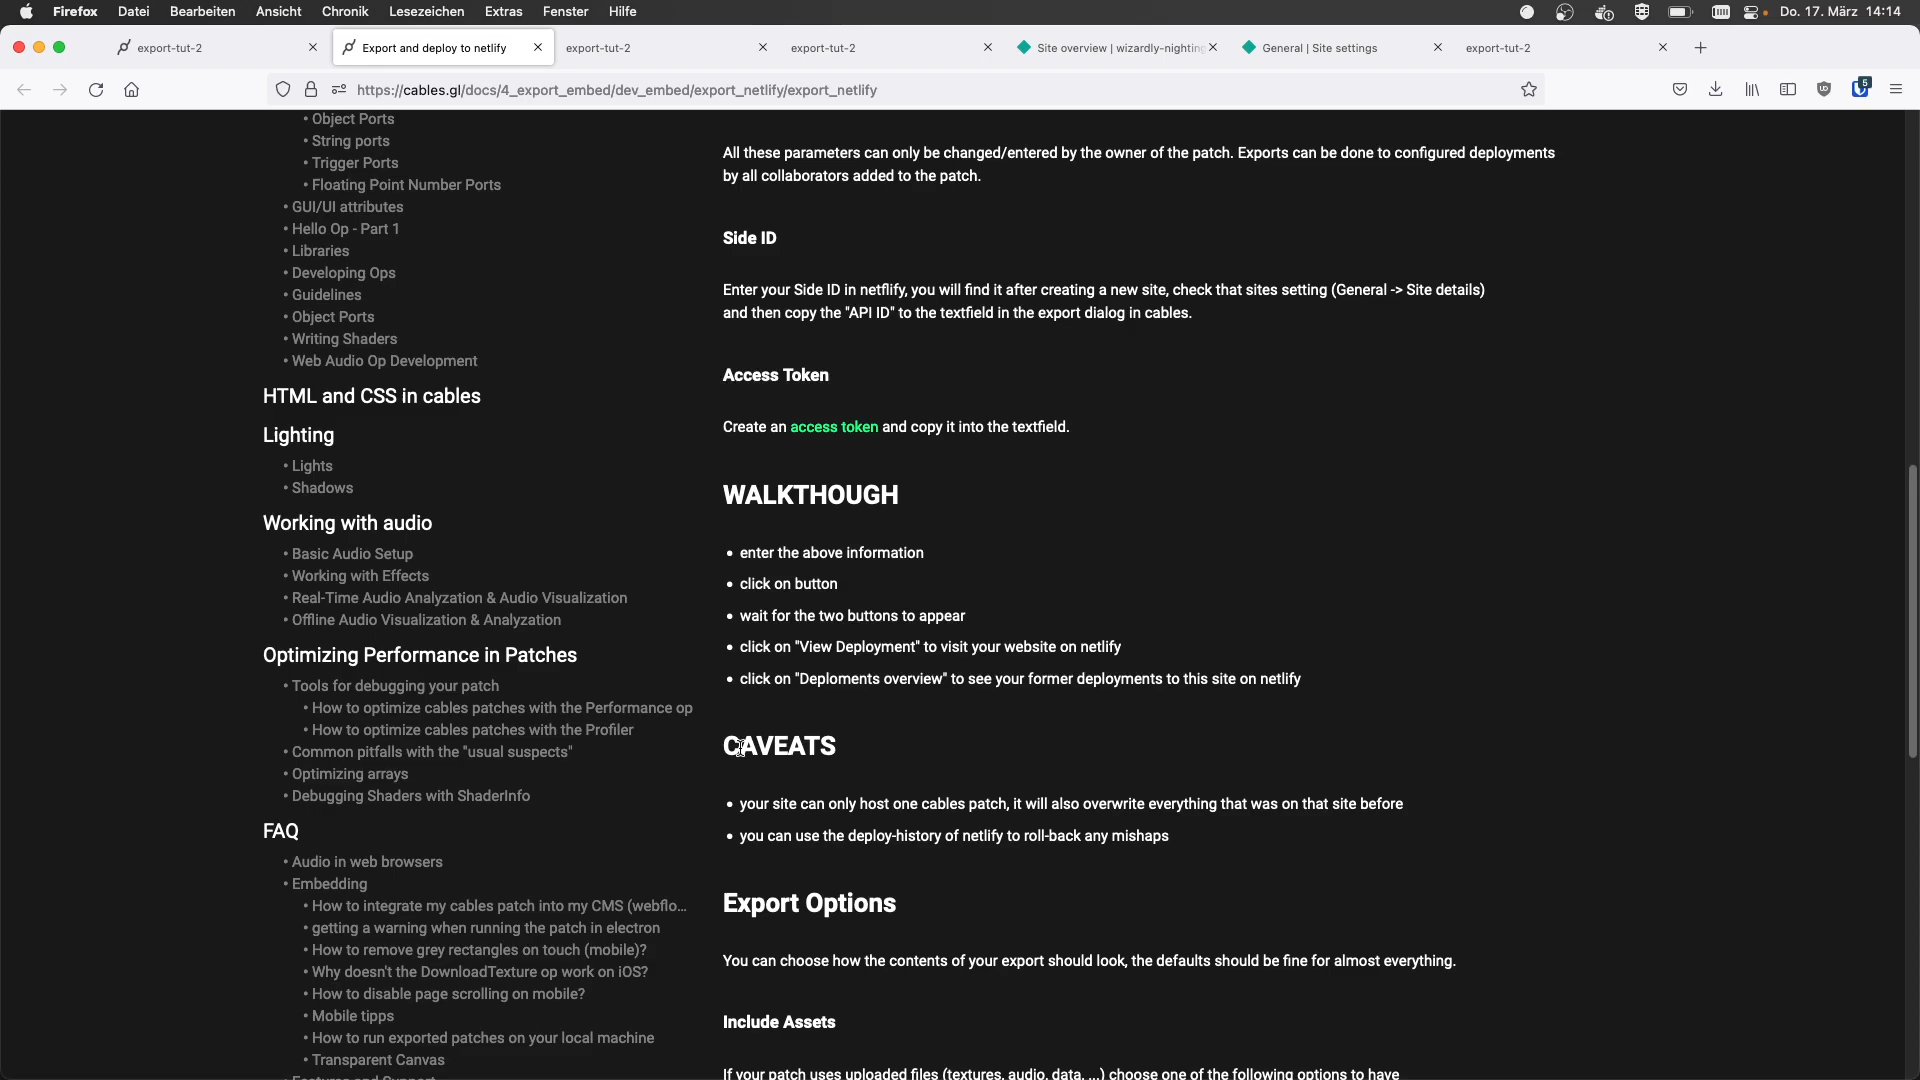 Firefox Datei Bearbeiten Ansicht Chronik Lesezeichen Extras Fenster Hilfe Do. 17. März 14:14
export-tut-2 Export and deploy to netlify export-tut-2 export-tut-2 Site overview | wizardly-nighting General | Site settings export-tut-2
https://cables.gl/docs/4_export_embed/dev_embed/export_netlify/export_netlify 5
• Object Ports
• String ports
• Trigger Ports
• Floating Point Number Ports
• GUI/UI attributes
• Hello Op - Part 1
• Libraries
• Developing Ops
• Guidelines
• Object Ports
• Writing Shaders
• Web Audio Op Development
HTML and CSS in cables
Lighting
• Lights
• Shadows
Working with audio
• Basic Audio Setup
• Working with Effects
• Real-Time Audio Analyzation & Audio Visualization
• Offline Audio Visualization & Analyzation
Optimizing Performance in Patches
• Tools for debugging your patch
• How to optimize cables patches with the Performance op
• How to optimize cables patches with the Profiler
• Common pitfalls with the "usual suspects"
• Optimizing arrays
• Debugging Shaders with ShaderInfo
FAQ
• Audio in web browsers
• Embedding
• How to integrate my cables patch into my CMS (webflo...
• getting a warning when running the patch in electron
• How to remove grey rectangles on touch (mobile)?
• Why doesn't the DownloadTexture op work on iOS?
• How to disable page scrolling on mobile?
• Mobile tipps
• How to run exported patches on your local machine
• Transparent Canvas
• Features and Support
All these parameters can only be changed/entered by the owner of the patch. Exports can be done to configured deployments
by all collaborators added to the patch.
Side ID
Enter your Side ID in netflify, you will find it after creating a new site, check that sites setting (General -> Site details)
and then copy the "API ID" to the textfield in the export dialog in cables.
Access Token
Create an access token and copy it into the textfield.
WALKTHOUGH
• enter the above information
• click on button
• wait for the two buttons to appear
• click on "View Deployment" to visit your website on netlify
• click on "Deploments overview" to see your former deployments to this site on netlify
CAVEATS
• your site can only host one cables patch, it will also overwrite everything that was on that site before
• you can use the deploy-history of netlify to roll-back any mishaps
Export Options
You can choose how the contents of your export should look, the defaults should be fine for almost everything.
Include Assets
If your patch uses uploaded files (textures, audio, data, ...) choose one of the following options to have